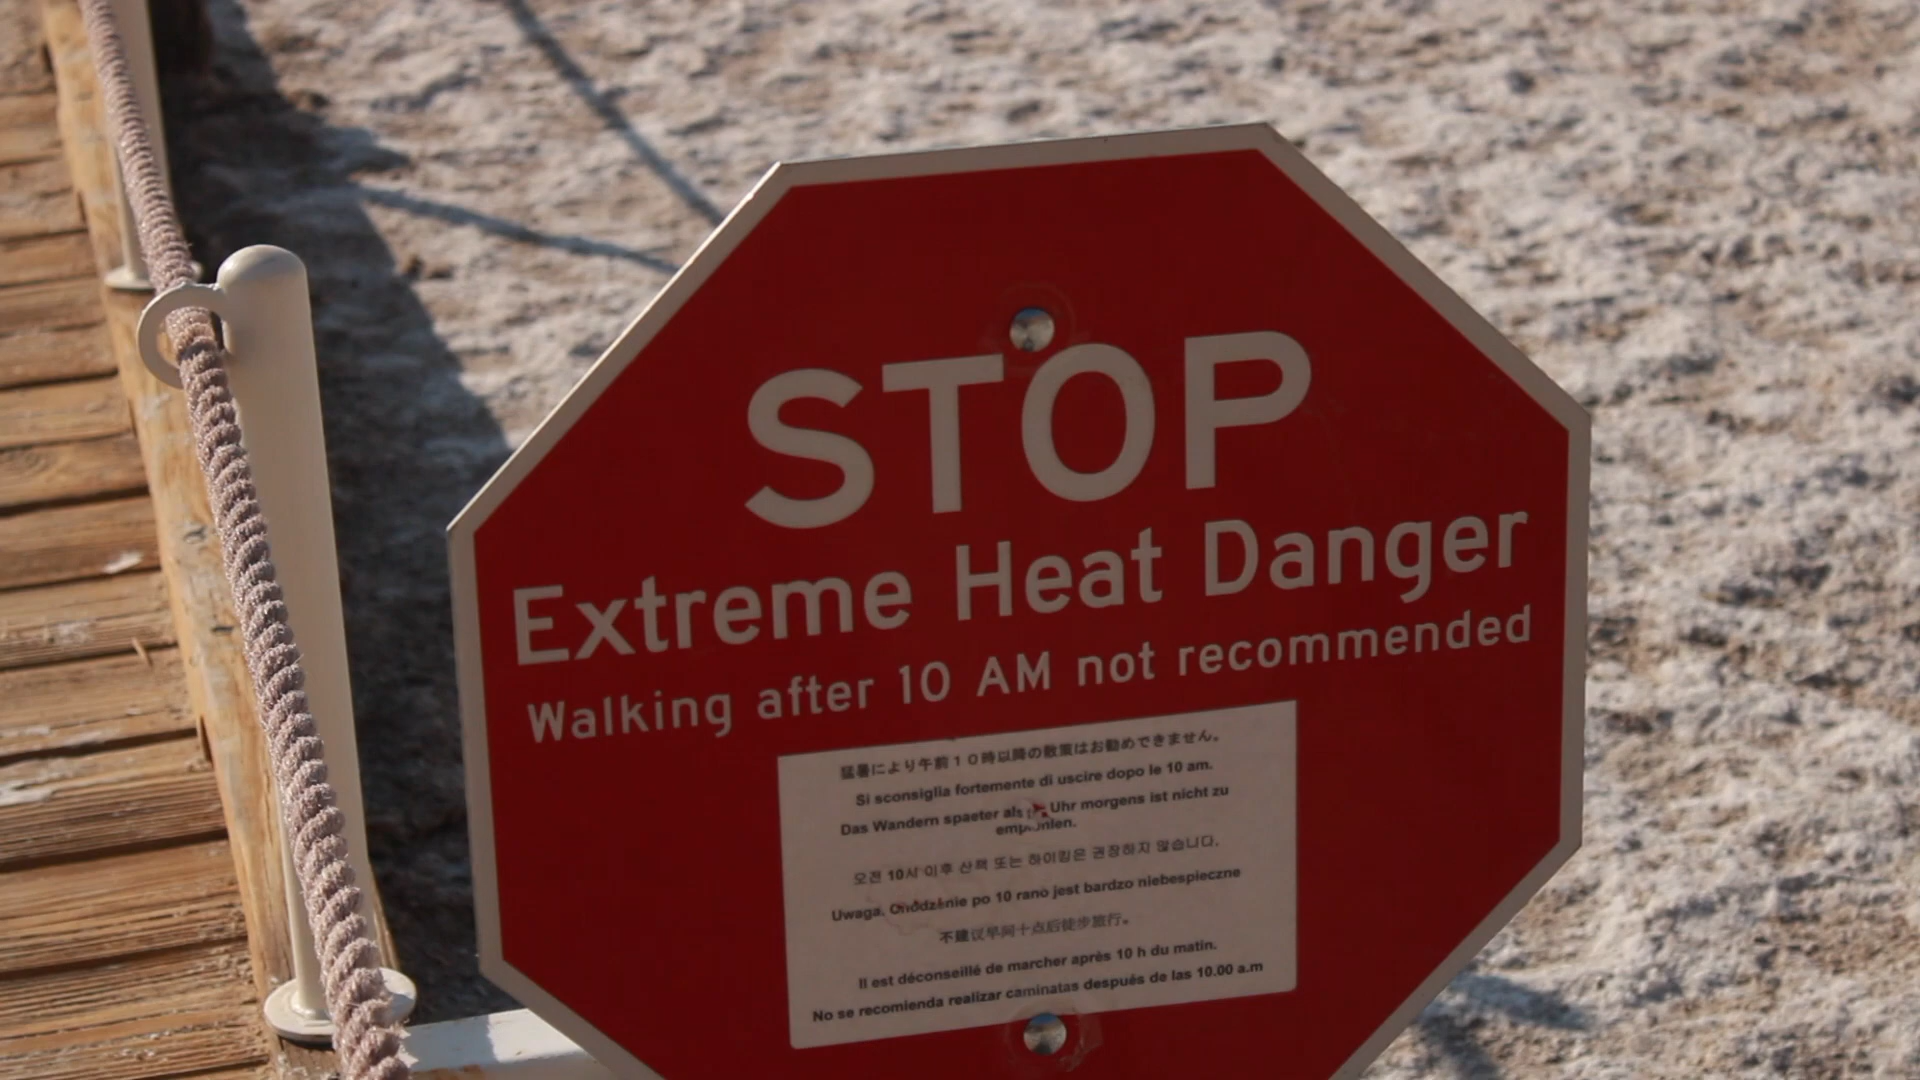 STOP
Extreme Heat Danger
Walking after 10 AM not recommended
猛暑により午前１０時以降の散策はお勧めできません。
Si sconsiglia fortemente di uscire dopo le 10 am.
Das Wandern spaeter als Uhr morgens ist nicht zu
empfohlen.
오전 10시 이후 산책 또는 하이킹은 권장하지 않습니다.
Uwaga. Chodzenie po 10 rano jest bardzo niebespieczne
不建议早间十点后徒步旅行。
Il est déconseillé de marcher après 10 h du matin.
No se recomienda realizar caminatas después de las 10.00 a.m